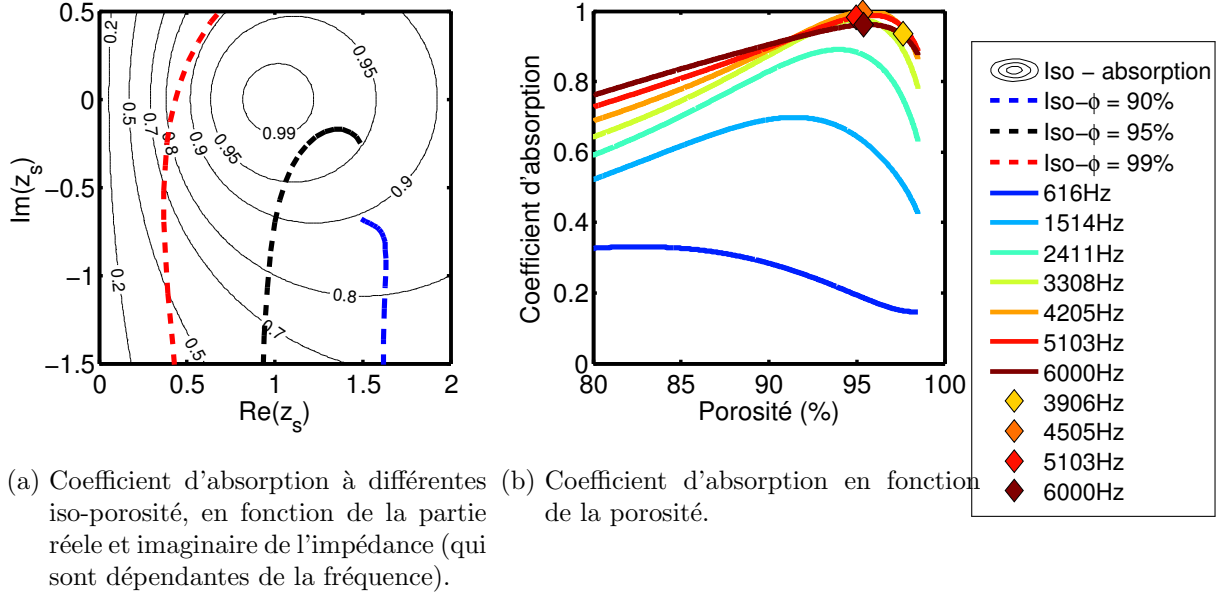 0.5
0
−0.5
−1
−1.5
Im(z_s)
0
0.5
1
1.5
2
Re(z_s)
0.2
0.5
0.7
0.8
0.9
0.95
0.95
0.99
0.9
0.8
0.7
0.5
0.2
1
0.8
0.6
0.4
0.2
0
Coefficient d'absorption
80
85
90
95
100
Porosité (%)
Iso − absorption
Iso−ϕ = 90%
Iso−ϕ = 95%
Iso−ϕ = 99%
616Hz
1514Hz
2411Hz
3308Hz
4205Hz
5103Hz
6000Hz
3906Hz
4505Hz
5103Hz
6000Hz
(a) Coefficient d'absorption à différentes
iso-porosité, en fonction de la partie
réele et imaginaire de l'impédance (qui
sont dépendantes de la fréquence).
(b) Coefficient d'absorption en fonction
de la porosité.